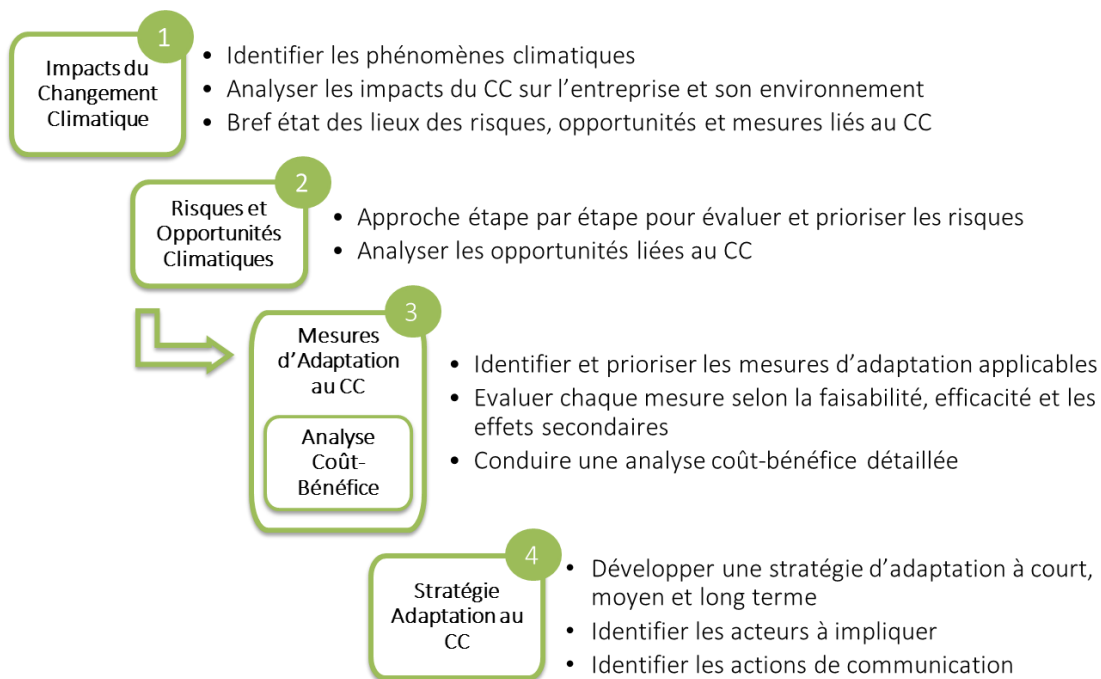 1
Impacts du
Changement
Climatique
• Identifier les phénomènes climatiques
• Analyser les impacts du CC sur l’entreprise et son environnement
• Bref état des lieux des risques, opportunités et mesures liés au CC
2
Risques et
Opportunités
Climatiques
• Approche étape par étape pour évaluer et prioriser les risques
• Analyser les opportunités liées au CC
3
Mesures
d’Adaptation
au CC
Analyse
Coût-
Bénéfice
• Identifier et prioriser les mesures d’adaptation applicables
• Evaluer chaque mesure selon la faisabilité, efficacité et les
effets secondaires
• Conduire une analyse coût-bénéfice détaillée
4
Stratégie
Adaptation au
CC
• Développer une stratégie d’adaptation à court,
moyen et long terme
• Identifier les acteurs à impliquer
• Identifier les actions de communication